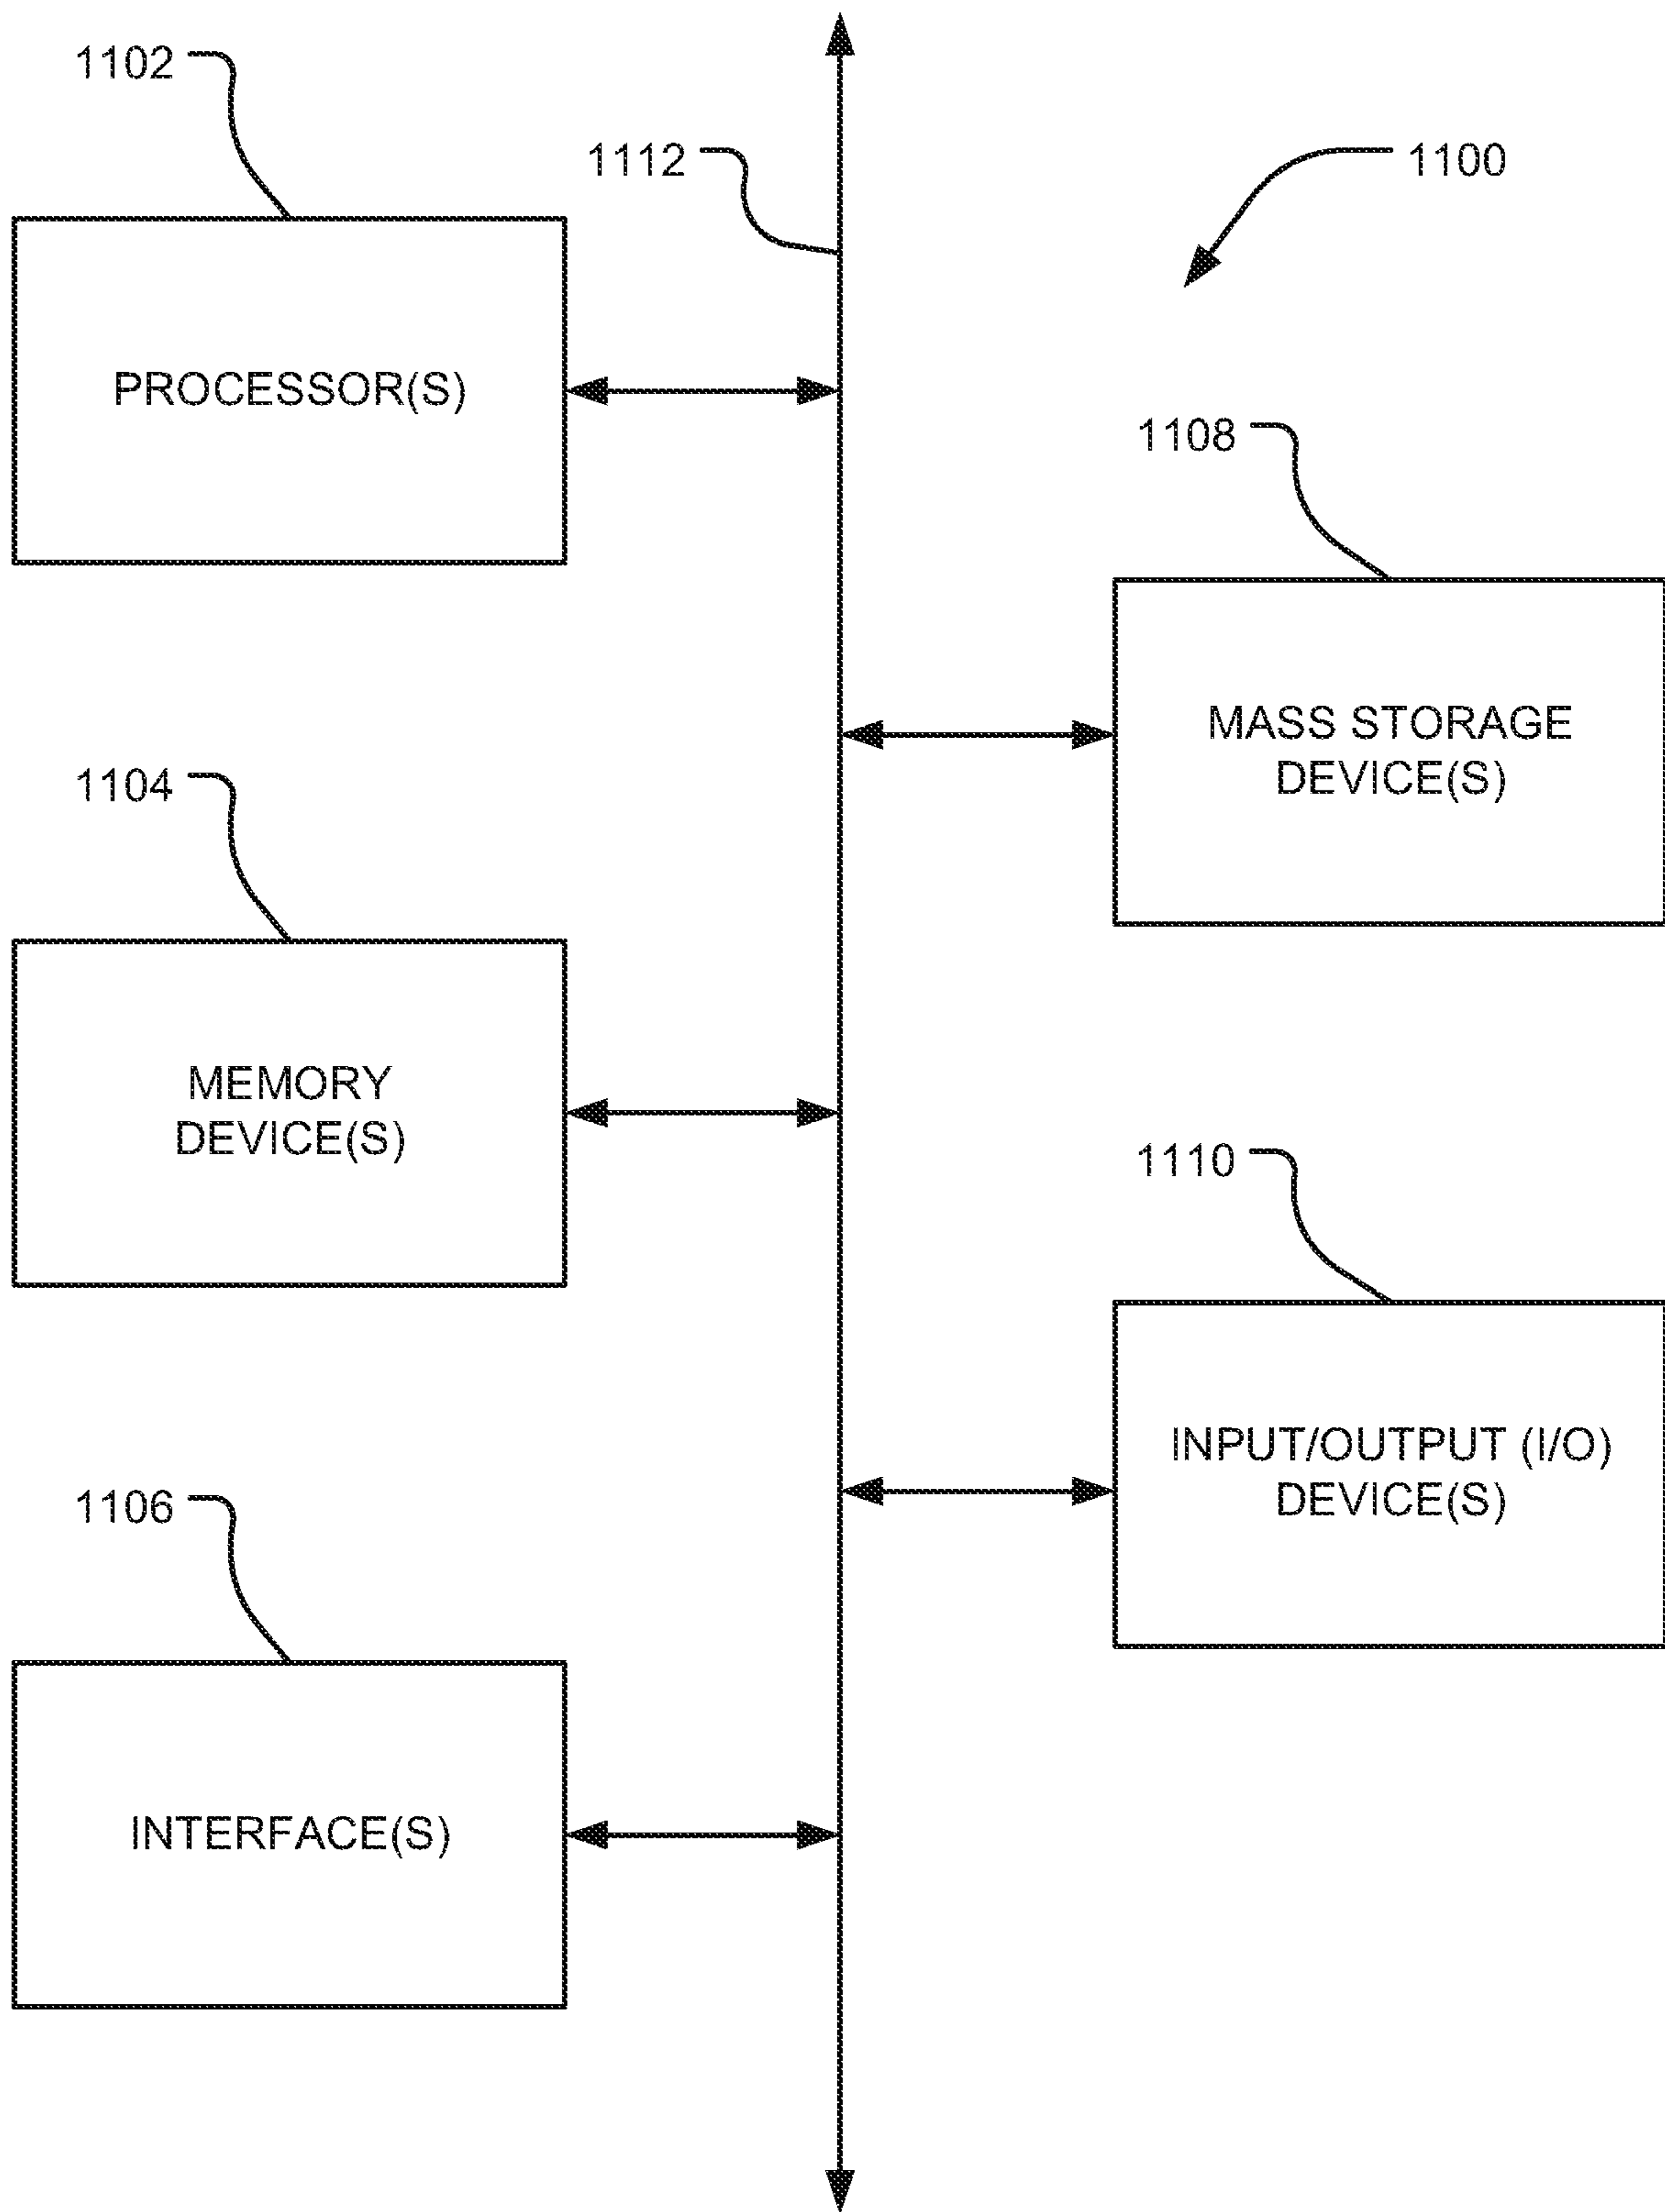 1102
1112
1100
PROCESSOR(S)
1108
MASS STORAGE
DEVICE(S)
1104
MEMORY
DEVICE(S)
1110
INPUT/OUTPUT (I/O)
DEVICE(S)
1106
INTERFACE(S)